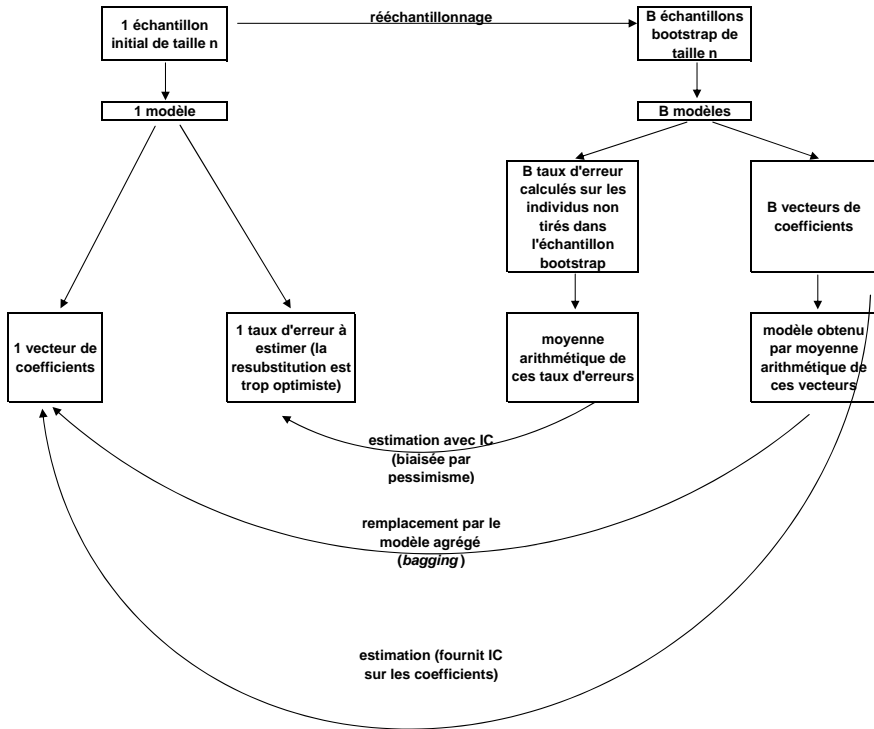 1 échantillon
initial de taille n
rééchantillonnage
B échantillons
bootstrap de
taille n
1 modèle
B modèles
B taux d'erreur
calculés sur les
individus non
tirés dans
l'échantillon
bootstrap
B vecteurs de
coefficients
1 vecteur de
coefficients
1 taux d'erreur à
estimer (la
resubstitution est
trop optimiste)
moyenne
arithmétique de
ces taux d'erreurs
modèle obtenu
par moyenne
arithmétique de
ces vecteurs
estimation avec IC
(biaisée par
pessimisme)
remplacement par le
modèle agrégé
(bagging)
estimation (fournit IC
sur les coefficients)